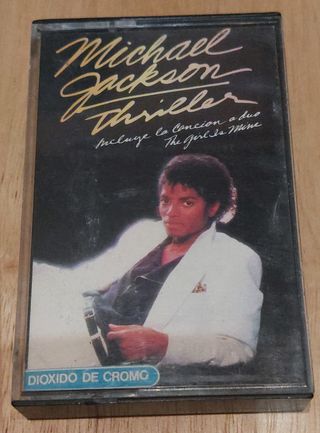 Michael
Jackson
Thriller
Incluye la Cancion a duo
The Girl Is Mine
DIOXIDO DE CROMO